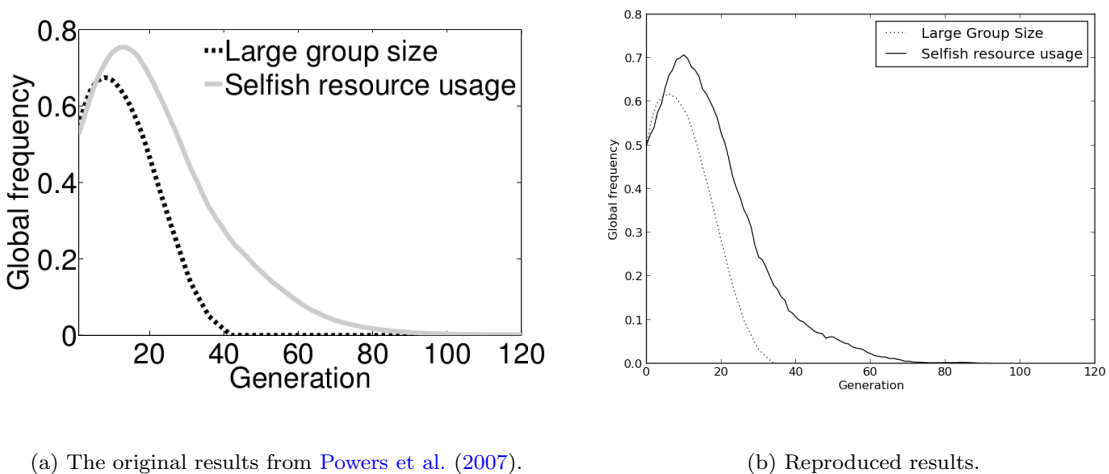 0.8
0.6
0.4
0.2
0
20 40 60 80 100 120
Global frequency
Generation
Large group size
Selfish resource usage
(a) The original results from Powers et al. (2007).
0.8
0.7
0.6
0.5
0.4
0.3
0.2
0.1
0.0
0 20 40 60 80 100 120
Global frequency
Generation
Large Group Size
Selfish resource usage
(b) Reproduced results.